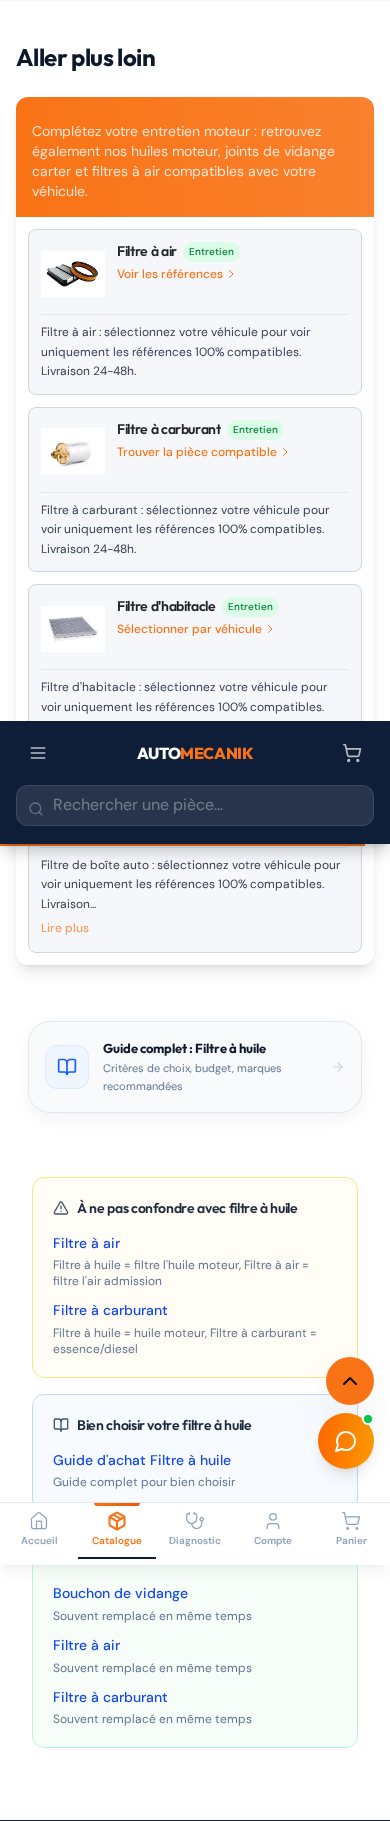 Aller plus loin
Complétez votre entretien moteur : retrouvez
également nos huiles moteur, joints de vidange
carter et filtres à air compatibles avec votre
véhicule.
Filtre à air Entretien
Voir les références
Filtre à air : sélectionnez votre véhicule pour voir
uniquement les références 100% compatibles.
Livraison 24-48h.
Filtre à carburant Entretien
Trouver la pièce compatible
Filtre à carburant : sélectionnez votre véhicule pour
voir uniquement les références 100% compatibles.
Livraison 24-48h.
Filtre d'habitacle Entretien
Sélectionner par véhicule
Filtre d'habitacle : sélectionnez votre véhicule pour
voir uniquement les références 100% compatibles.
AUTOMECANIK
Rechercher une pièce...
Filtre de boîte auto : sélectionnez votre véhicule pour
voir uniquement les références 100% compatibles.
Livraison...
Lire plus
Guide complet : Filtre à huile
Critères de choix, budget, marques
recommandées
À ne pas confondre avec filtre à huile
Filtre à air
Filtre à huile = filtre l'huile moteur, Filtre à air =
filtre l'air admission
Filtre à carburant
Filtre à huile = huile moteur, Filtre à carburant =
essence/diesel
Bien choisir votre filtre à huile
Guide d'achat Filtre à huile
Guide complet pour bien choisir
Accueil
Catalogue
Diagnostic
Compte
Panier
Bouchon de vidange
Souvent remplacé en même temps
Filtre à air
Souvent remplacé en même temps
Filtre à carburant
Souvent remplacé en même temps